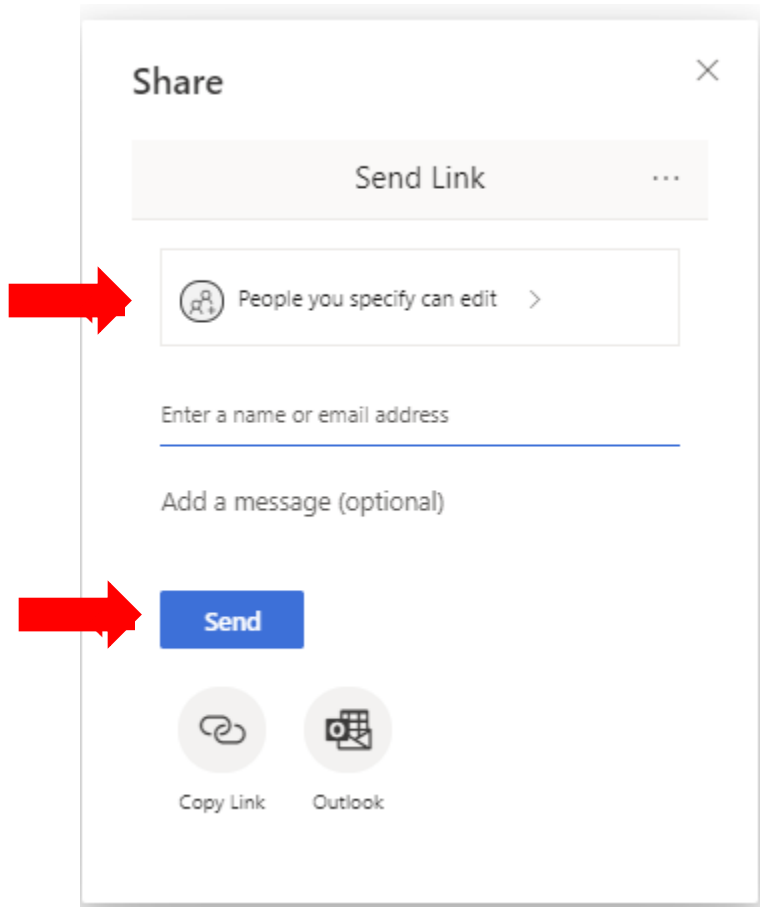 Share
Send Link
People you specify can edit
Enter a name or email address
Add a message (optional)
Send
Copy Link
Outlook